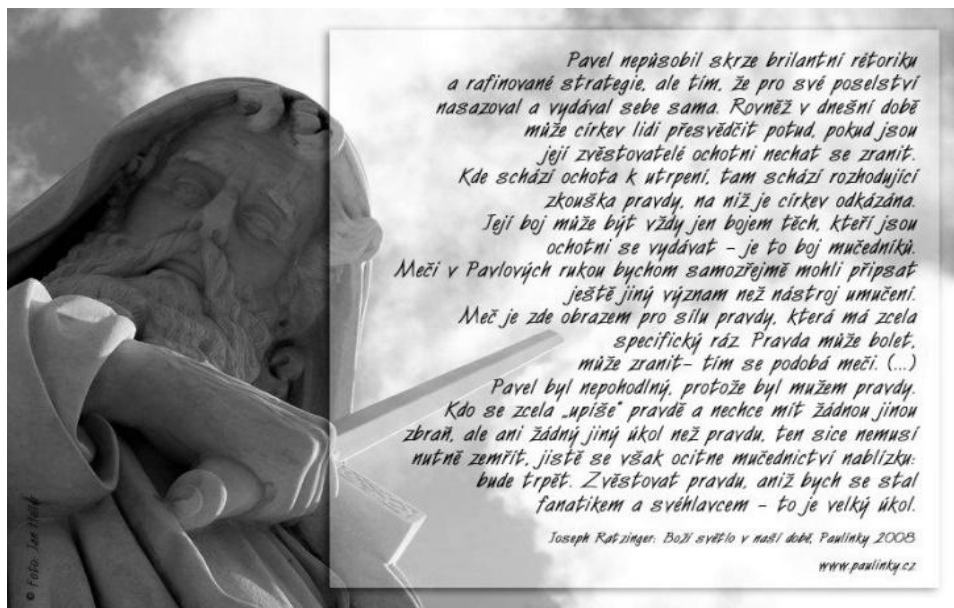 Pavel nepůsobil skrze brilantní rétoriku
a rafinované strategie, ale tím, že pro své poselství
nasazoval a vydával sebe sama. Rovněž v dnešní době
může církev lidi přesvědčit potud, pokud jsou
její zvěstovatelé ochotni nechat se zranit.
Kde schází ochota k utrpení, tam schází rozhodující
zkouška pravdy, na niž je církev odkázána.
Její boj může být vždy jen bojem těch, kteří jsou
ochotni se vydávat - je to boj mučedníků.
Meči v Pavlových rukou bychom samozřejmě mohli připsat
ještě jiný význam než nástroj umučení.
Meč je zde obrazem pro sílu pravdy, která má zcela
specifický ráz. Pravda může bolet,
může zranit- tím se podobá meči. (...)
Pavel byl nepohodlný, protože byl mužem pravdy.
Kdo se zcela „upíše" pravdě a nechce mít žádnou jinou
zbraň, ale ani žádný jiný úkol než pravdu, ten sice nemusí
nutně zemřít, jistě se však ocitne mučednictví nablízku:
bude trpět. Zvěstovat pravdu, aniž bych se stal
fanatikem a svéhlavcem - to je velký úkol.
Joseph Ratzinger: Boží světlo v naší době, Paulínky 2008
www.paulinky.cz
© Foto: Jan